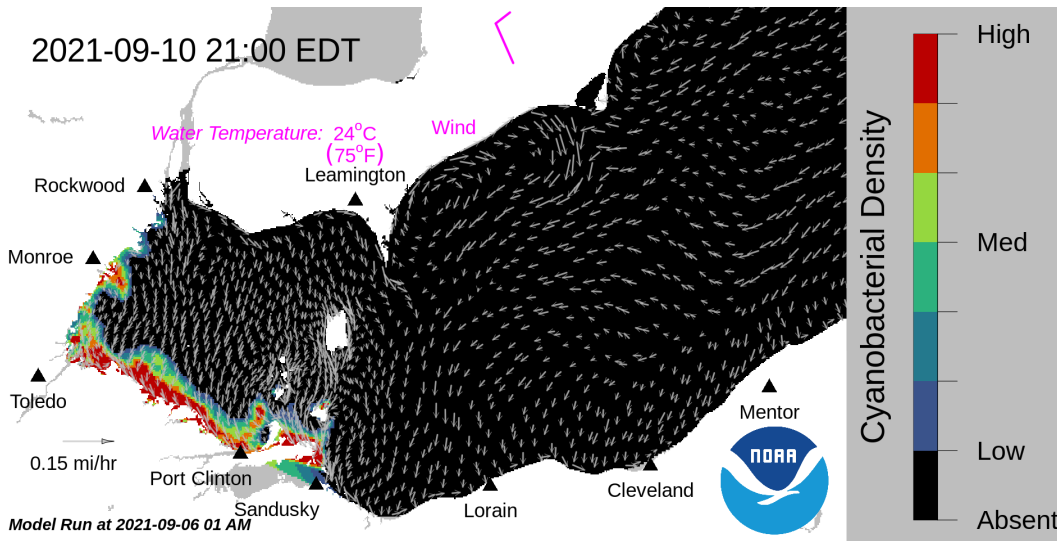 2021-09-10 21:00 EDT
High
Water Temperature: 24°C
(75°F)
Wind
Leamington
Rockwood
Monroe
Med
Cyanobacterial Density
Toledo
Mentor
0.15 mi/hr
NOAA
Low
Port Clinton
Cleveland
Sandusky
Lorain
Absent
Model Run at 2021-09-06 01 AM